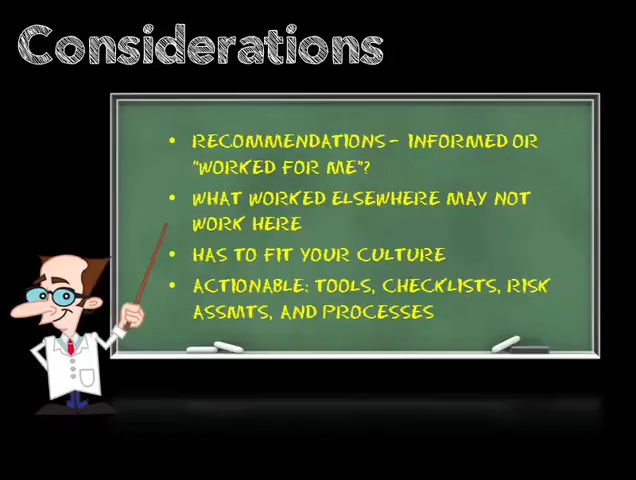 Considerations
• RECOMMENDATIONS – INFORMED OR
"WORKED FOR ME"?
• WHAT WORKED ELSEWHERE MAY NOT
WORK HERE
• HAS TO FIT YOUR CULTURE
• ACTIONABLE: TOOLS, CHECKLISTS, RISK
ASSMTS, AND PROCESSES